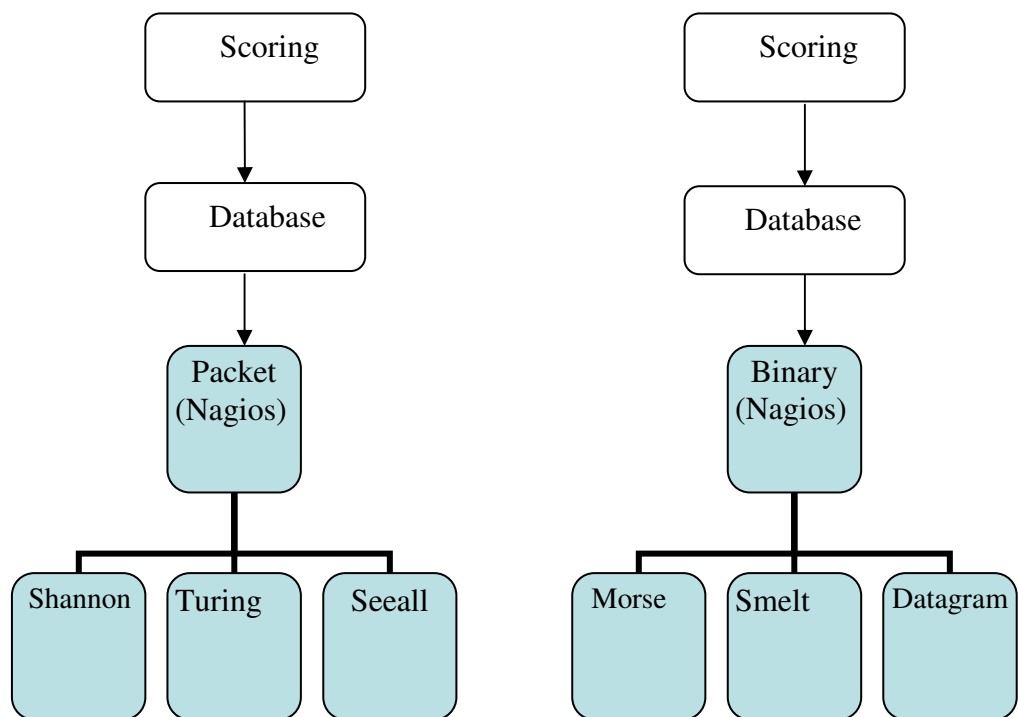 Scoring
Scoring
Database
Database
Packet
(Nagios)
Binary
(Nagios)
Shannon
Turing
Seeall
Morse
Smelt
Datagram